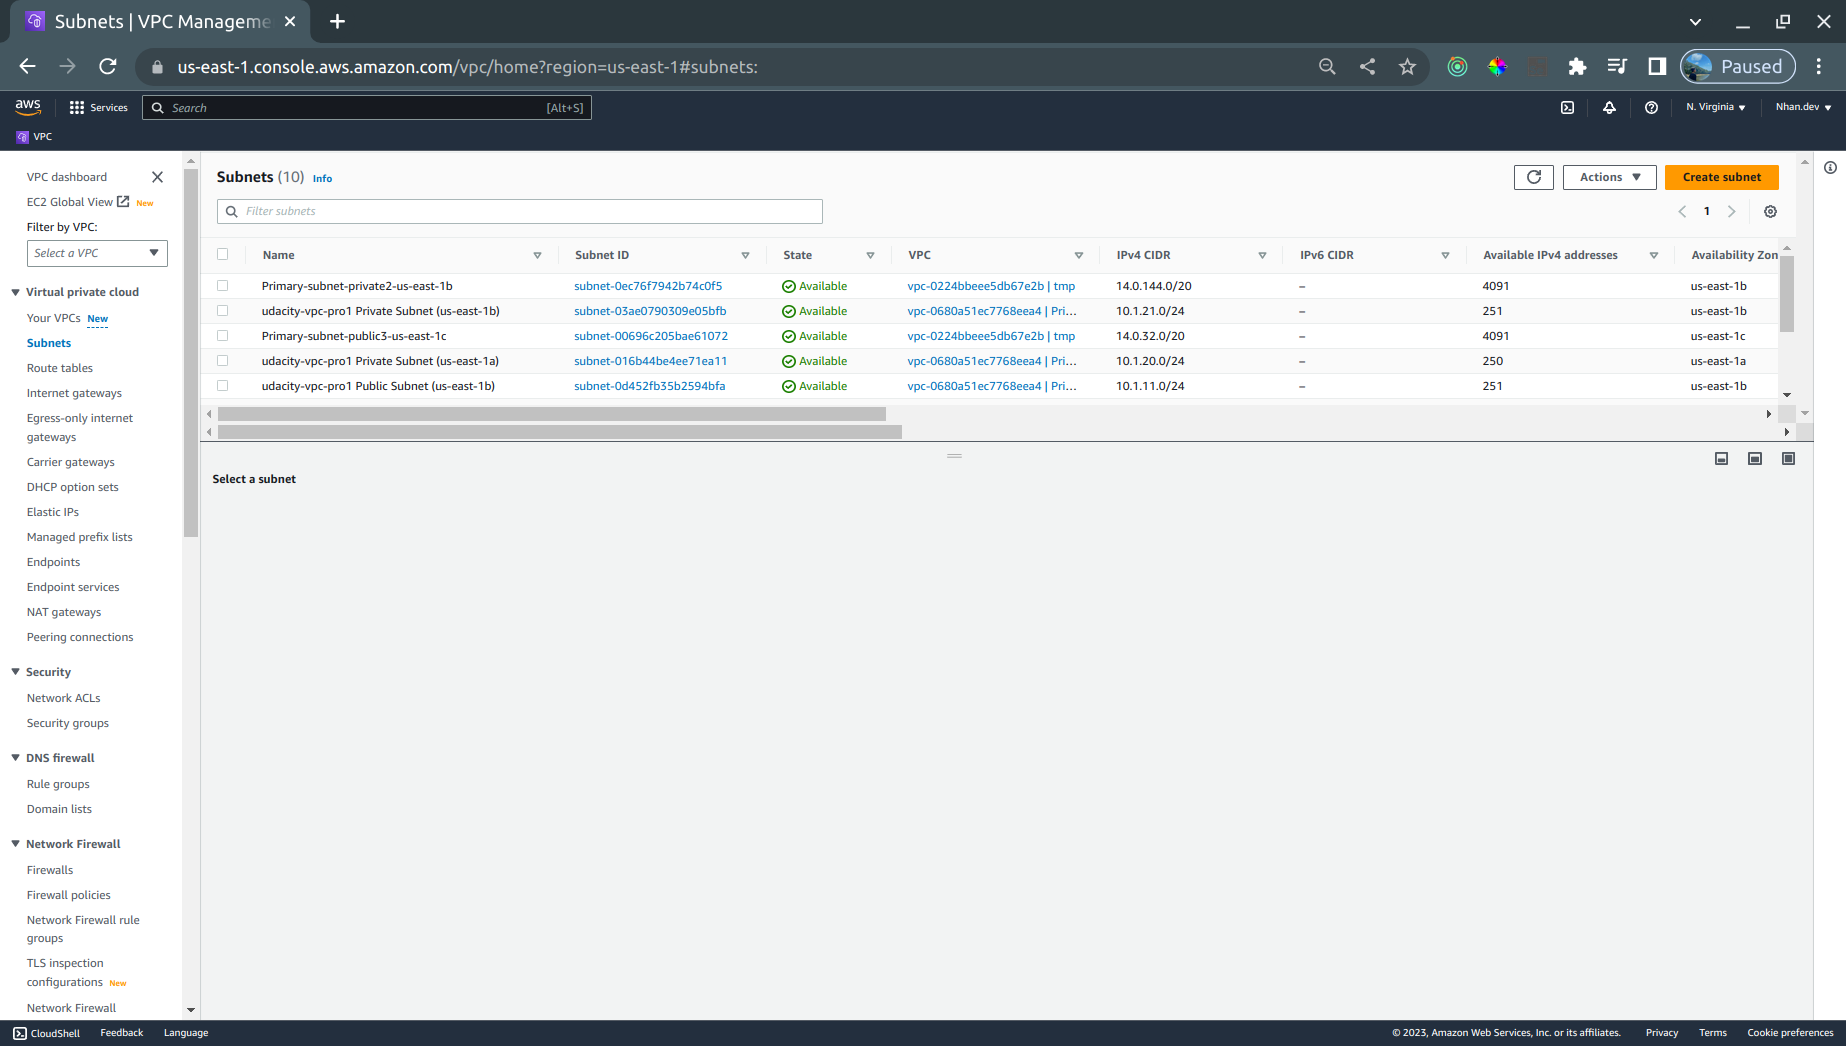 Subnets | VPC Manageme
us-east-1.console.aws.amazon.com/vpc/home?region=us-east-1#subnets:
Paused
aws
Services
Search
[Alt+S]
N. Virginia
Nhan.dev
VPC
VPC dashboard
EC2 Global View New
Filter by VPC:
Select a VPC
Virtual private cloud
Your VPCs New
Subnets
Route tables
Internet gateways
Egress-only internet
gateways
Carrier gateways
DHCP option sets
Elastic IPs
Managed prefix lists
Endpoints
Endpoint services
NAT gateways
Peering connections
Security
Network ACLs
Security groups
DNS firewall
Rule groups
Domain lists
Network Firewall
Firewalls
Firewall policies
Network Firewall rule
groups
TLS inspection
configurations New
Network Firewall
Subnets (10) Info
Actions
Create subnet
Filter subnets
1
Name Subnet ID State VPC IPv4 CIDR IPv6 CIDR Available IPv4 addresses Availability Zon
Primary-subnet-private2-us-east-1b subnet-0ec76f7942b74c0f5 Available vpc-0224bbeee5db67e2b | tmp 14.0.144.0/20 – 4091 us-east-1b
udacity-vpc-pro1 Private Subnet (us-east-1b) subnet-03ae0790309e05bfb Available vpc-0680a51ec7768eea4 | Pri... 10.1.21.0/24 – 251 us-east-1b
Primary-subnet-public3-us-east-1c subnet-00696c205bae61072 Available vpc-0224bbeee5db67e2b | tmp 14.0.32.0/20 – 4091 us-east-1c
udacity-vpc-pro1 Private Subnet (us-east-1a) subnet-016b44be4ee71ea11 Available vpc-0680a51ec7768eea4 | Pri... 10.1.20.0/24 – 250 us-east-1a
udacity-vpc-pro1 Public Subnet (us-east-1b) subnet-0d452fb35b2594bfa Available vpc-0680a51ec7768eea4 | Pri... 10.1.11.0/24 – 251 us-east-1b
Select a subnet
CloudShell Feedback Language
© 2023, Amazon Web Services, Inc. or its affiliates. Privacy Terms Cookie preferences